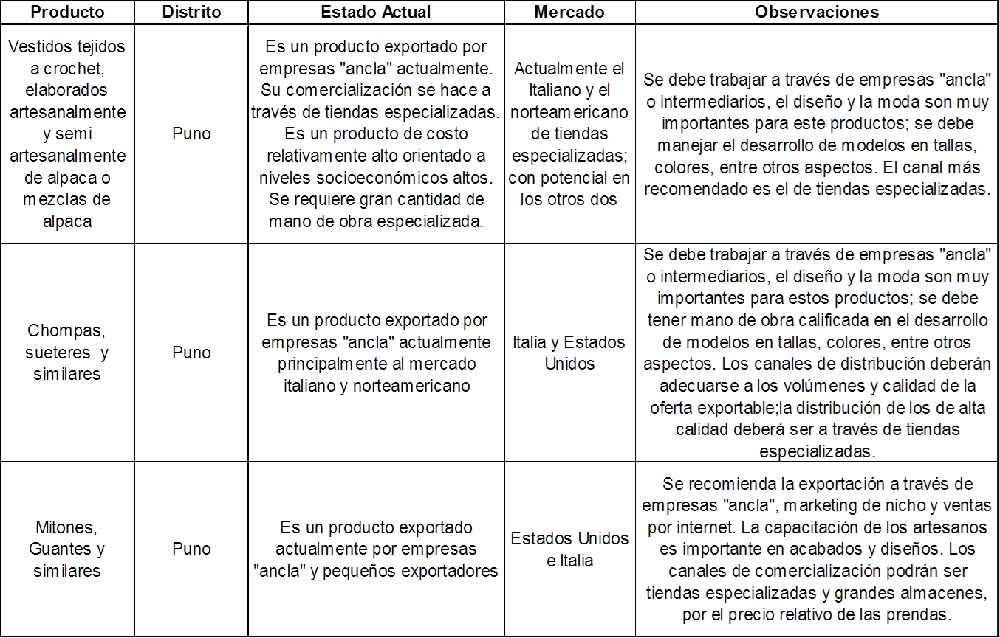 Producto
Distrito
Estado Actual
Mercado
Observaciones
Vestidos tejidos
a crochet,
elaborados
artesanalmente
y semi
artesanalmente
de alpaca o
mezclas de
alpaca
Puno
Es un producto exportado por
empresas "ancla" actualmente.
Su comercialización se hace a
través de tiendas especializadas.
Es un producto de costo
relativamente alto orientado a
niveles socioeconómicos altos.
Se requiere gran cantidad de
mano de obra especializada.
Actualmente el
Italiano y el
norteamericano
de tiendas
especializadas;
con potencial en
los otros dos
Se debe trabajar a través de empresas "ancla"
o intermediarios, el diseño y la moda son muy
importantes para este productos; se debe
manejar el desarrollo de modelos en tallas,
colores, entre otros aspectos. El canal más
recomendado es el de tiendas especializadas.
Chompas,
sueteres y
similares
Puno
Es un producto exportado por
empresas "ancla" actualmente
principalmente al mercado
italiano y norteamericano
Italia y Estados
Unidos
Se debe trabajar a través de empresas "ancla"
o intermediarios, el diseño y la moda son muy
importantes para estos productos; se debe
tener mano de obra calificada en el desarrollo
de modelos en tallas, colores, entre otros
aspectos. Los canales de distribución deberán
adecuarse a los volúmenes y calidad de la
oferta exportable;la distribución de los de alta
calidad deberá ser a través de tiendas
especializadas.
Mitones,
Guantes y
similares
Puno
Es un producto exportado
actualmente por empresas
"ancla" y pequeños exportadores
Estados Unidos
e Italia
Se recomienda la exportación a través de
empresas "ancla", marketing de nicho y ventas
por internet. La capacitación de los artesanos
es importante en acabados y diseños. Los
canales de comercialización podrán ser
tiendas especializadas y grandes almacenes,
por el precio relativo de las prendas.